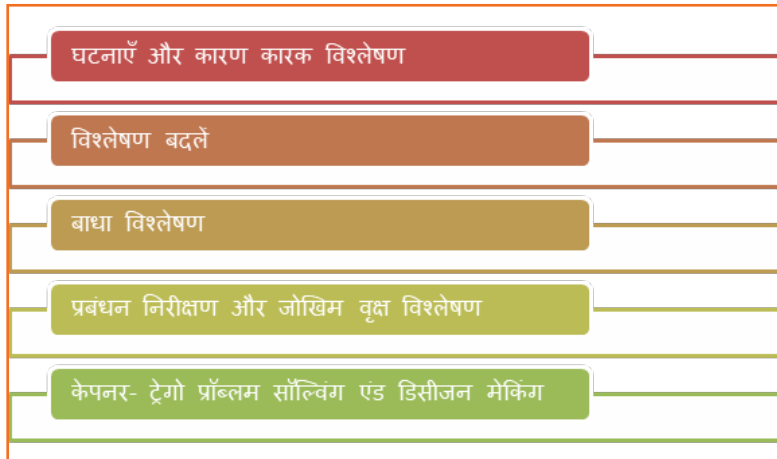 घटनाएँ और कारण कारक विश्लेषण
विश्लेषण बदलें
बाधा विश्लेषण
प्रबंधन निरीक्षण और जोखिम वृक्ष विश्लेषण
केपनर- ट्रेगो प्रॉब्लम सॉल्विंग एंड डिसीजन मेकिंग